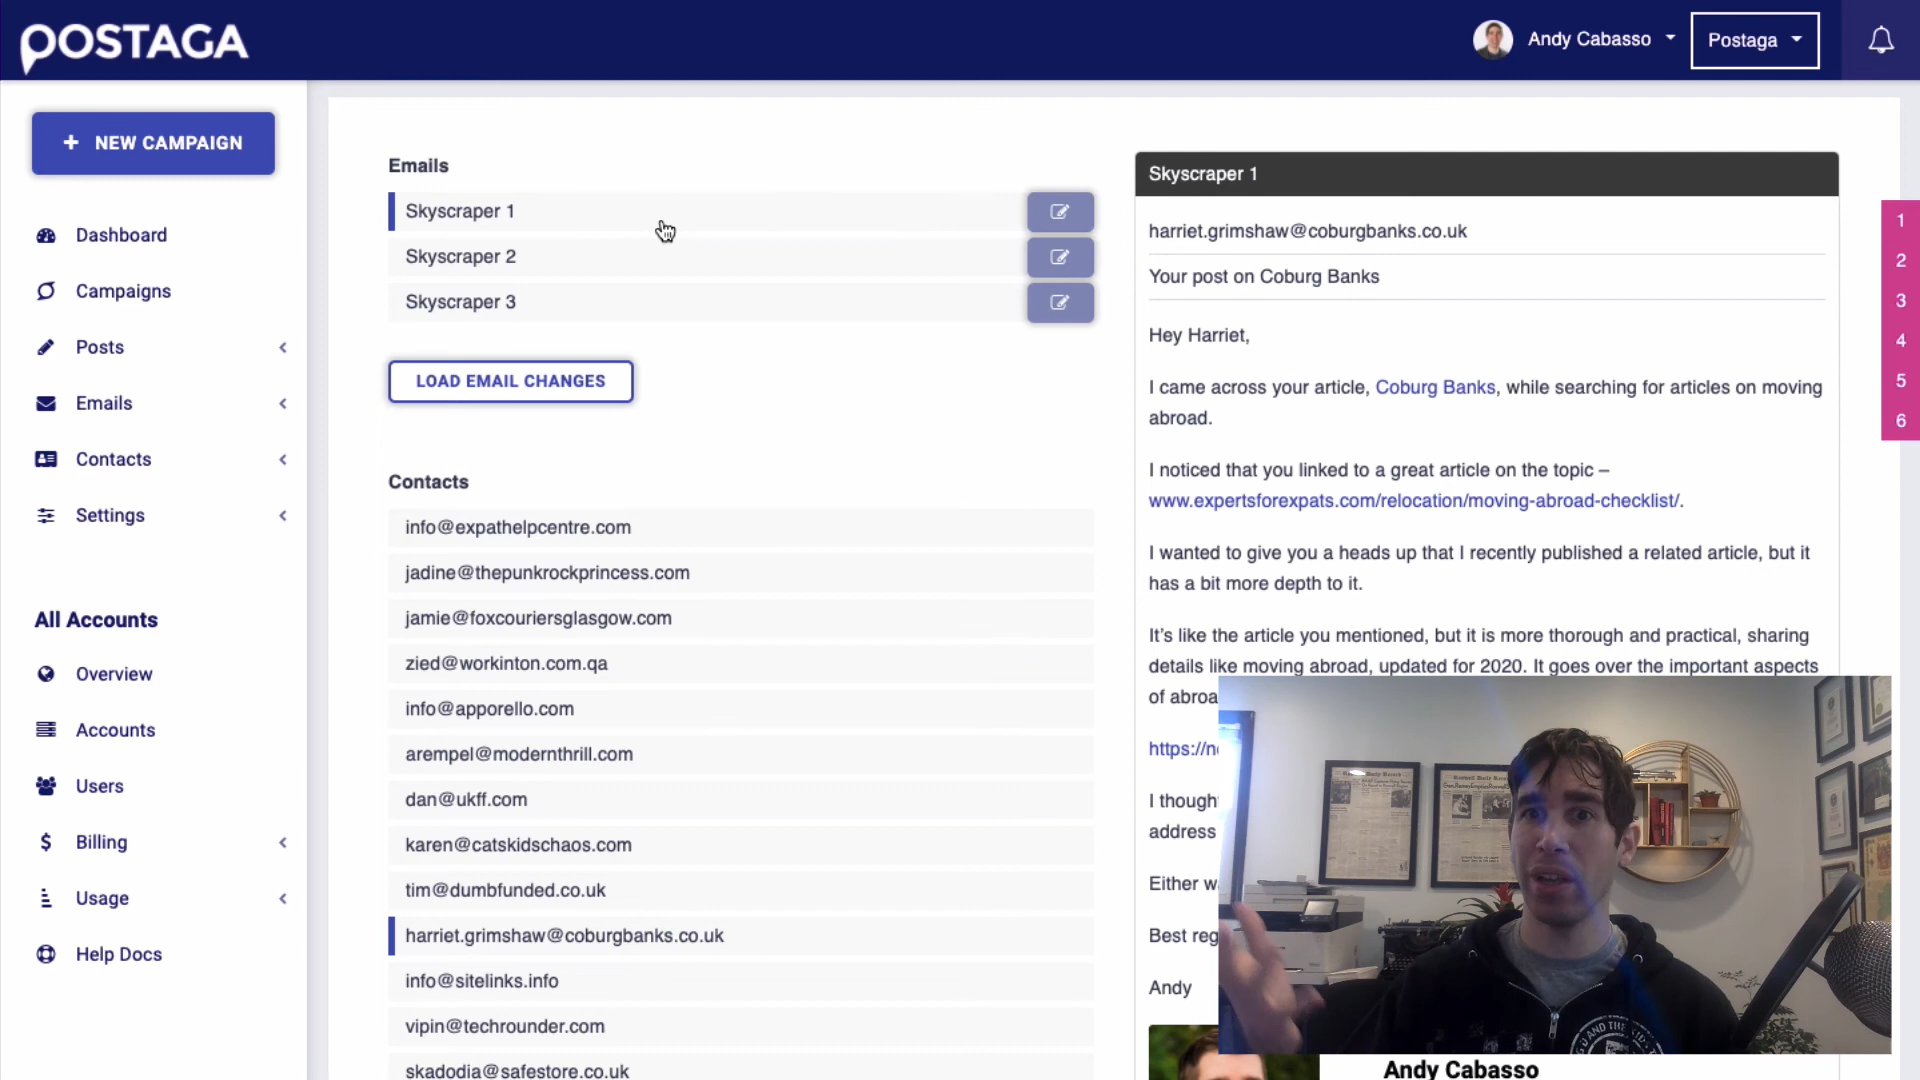 POSTAGA
Andy Cabasso
Postaga
+ NEW CAMPAIGN
Dashboard
Campaigns
Posts
Emails
Contacts
Settings
All Accounts
Overview
Accounts
Users
Billing
Usage
Help Docs
Emails
Skyscraper 1
Skyscraper 2
Skyscraper 3
LOAD EMAIL CHANGES
Contacts
info@expathelpcentre.com
jadine@thepunkrockprincess.com
jamie@foxcouriersglasgow.com
zied@workinton.com.qa
info@apporello.com
arempel@modernthrill.com
dan@ukff.com
karen@catskidschaos.com
tim@dumbfunded.co.uk
harriet.grimshaw@coburgbanks.co.uk
info@sitelinks.info
vipin@techrounder.com
skadodia@safestore.co.uk
Skyscraper 1
harriet.grimshaw@coburgbanks.co.uk
Your post on Coburg Banks
Hey Harriet,
I came across your article, Coburg Banks, while searching for articles on moving
abroad.
I noticed that you linked to a great article on the topic –
www.expertsforexpats.com/relocation/moving-abroad-checklist/.
I wanted to give you a heads up that I recently published a related article, but it
has a bit more depth to it.
It's like the article you mentioned, but it is more thorough and practical, sharing
details like moving abroad, updated for 2020. It goes over the important aspects
of abroa
https://n
I though
address
Either w
Best reg
Andy
Andy Cabasso
1
2
3
4
5
6